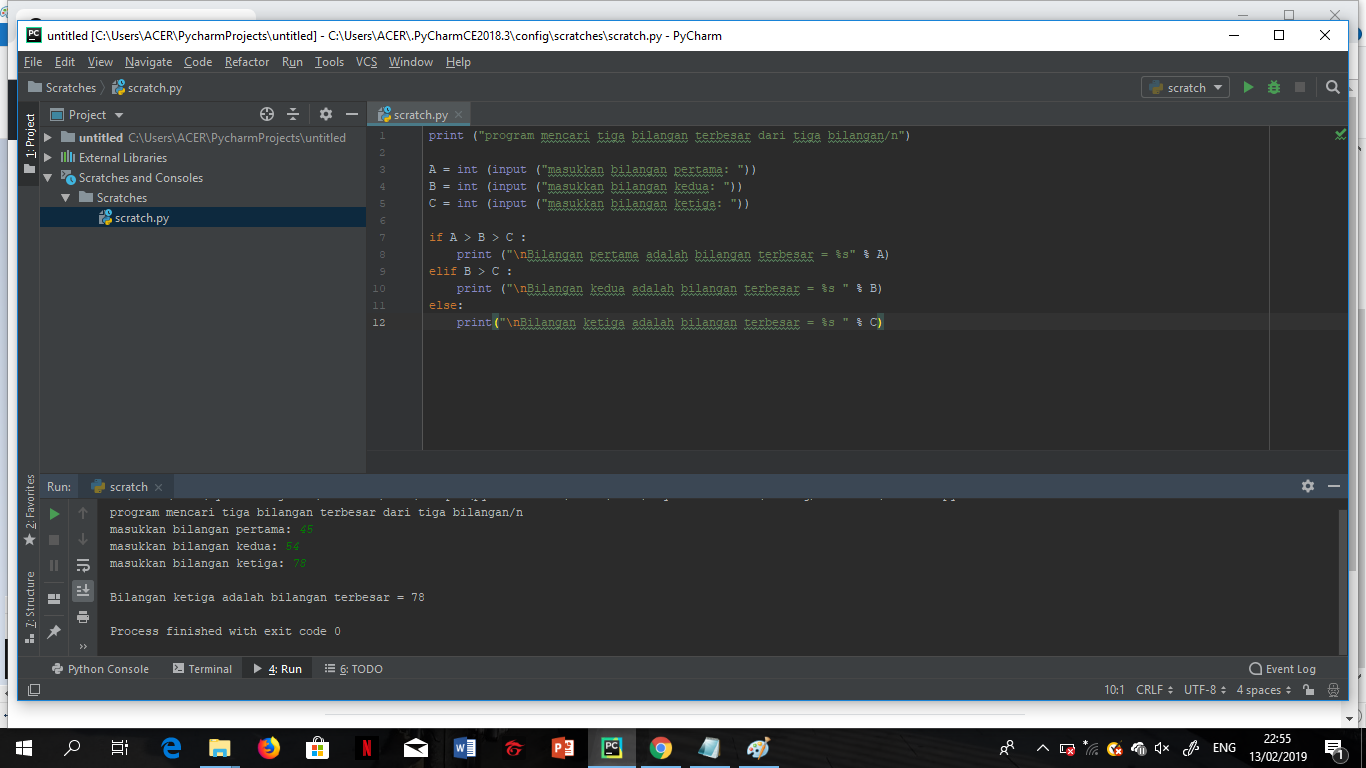 untitled [C:\Users\ACER\PycharmProjects\untitled] - C:\Users\ACER\.PyCharmCE2018.3\config\scratches\scratch.py - PyCharm
File Edit View Navigate Code Refactor Run Tools VCS Window Help
Scratches scratch.py scratch
1: Project
Project
scratch.py
untitled C:\Users\ACER\PycharmProjects\untitled
External Libraries
Scratches and Consoles
Scratches
scratch.py
1 print ("program mencari tiga bilangan terbesar dari tiga bilangan/n")
2
3 A = int (input ("masukkan bilangan pertama: "))
4 B = int (input ("masukkan bilangan kedua: "))
5 C = int (input ("masukkan bilangan ketiga: "))
6
7 if A > B > C :
8 print ("\nBilangan pertama adalah bilangan terbesar = %s" % A)
9 elif B > C :
10 print ("\nBilangan kedua adalah bilangan terbesar = %s " % B)
11 else:
12 print("\nBilangan ketiga adalah bilangan terbesar = %s " % C)
2: Favorites
7: Structure
Run: scratch
program mencari tiga bilangan terbesar dari tiga bilangan/n
masukkan bilangan pertama: 45
masukkan bilangan kedua: 54
masukkan bilangan ketiga: 78
Bilangan ketiga adalah bilangan terbesar = 78
Process finished with exit code 0
Python Console Terminal 4: Run 6: TODO Event Log
10:1 CRLF UTF-8 4 spaces
ENG
22:55
13/02/2019
1